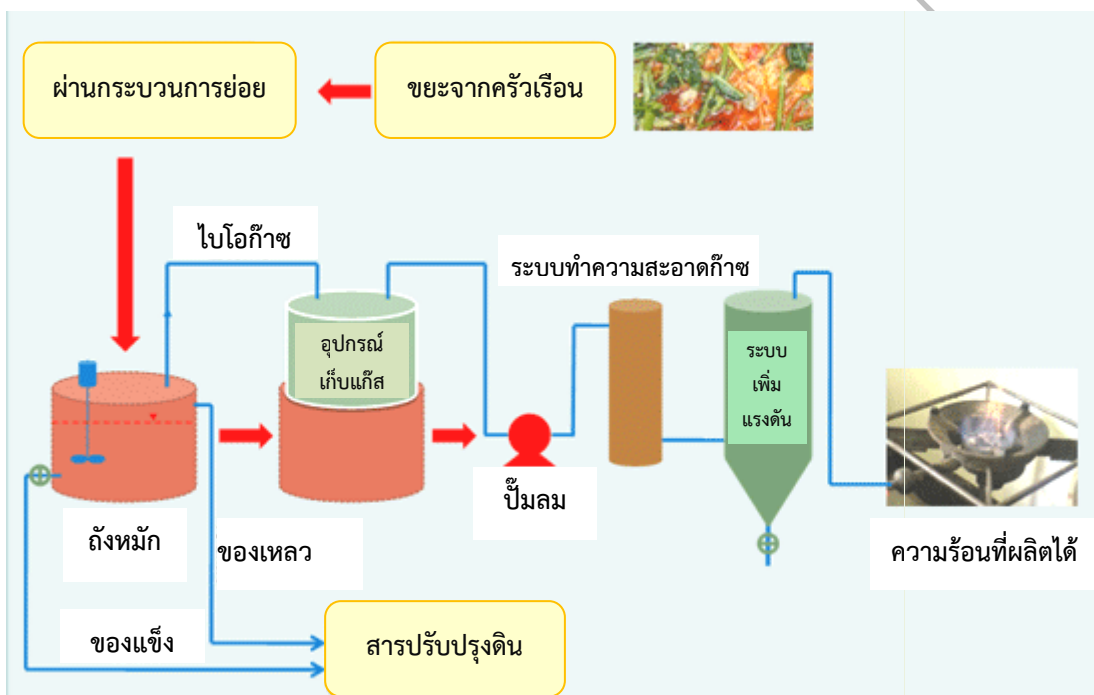 ผ่านกระบวนการย่อย
ขยะจากครัวเรือน
ไบโอก๊าซ
ระบบทำความสะอาดก๊าซ
อุปกรณ์
เก็บแก๊ส
ระบบ
เพิ่ม
แรงดัน
ปั๊มลม
ถังหมัก
ของเหลว
ความร้อนที่ผลิตได้
ของแข็ง
สารปรับปรุงดิน